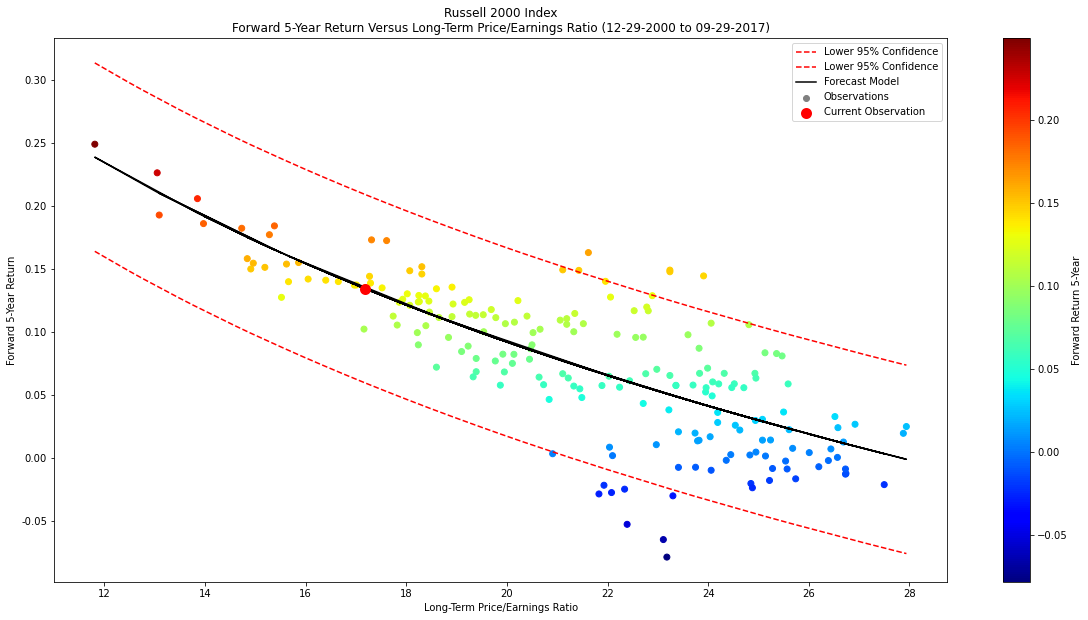 Russell 2000 Index
Forward 5-Year Return Versus Long-Term Price/Earnings Ratio (12-29-2000 to 09-29-2017)
Lower 95% Confidence
Lower 95% Confidence
Forecast Model
Observations
Current Observation
Forward 5-Year Return
0.30
0.25
0.20
0.15
0.10
0.05
0.00
-0.05
12 14 16 18 20 22 24 26 28
Long-Term Price/Earnings Ratio
0.20
0.15
0.10
0.05
0.00
−0.05
Forward Return 5-Year